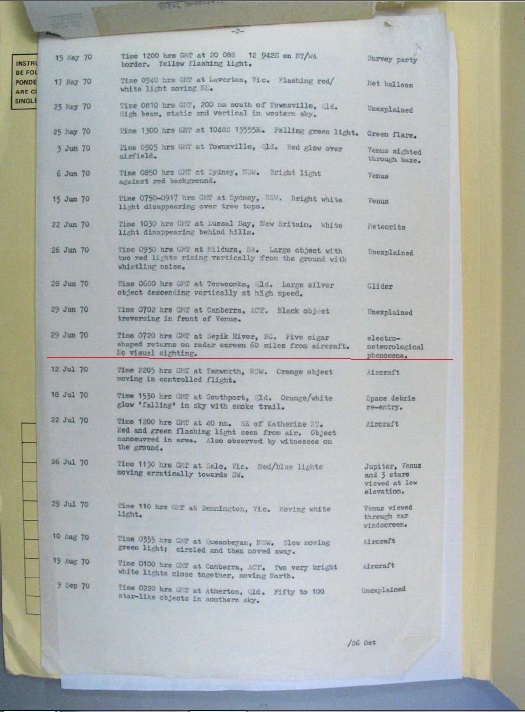 -2-
INSTRU
BE FOU
PONDE
ARE C
SINGLE
15 May 70 Time 1200 hrs GMT at 20 08S 12 942E on NT/WA Survey party
border. Yellow flashing light.
17 May 70 Time 0940 hrs GMT at Laverton, Vic. Flashing red/ Met balloon
white light moving NE.
23 May 70 Time 0810 hrs GMT, 200 nm south of Townsville, Qld. Unexplained
High beam, static and vertical in western sky.
25 May 70 Time 1300 hrs GMT at 1048S 13555E. Falling green light. Green flare.
3 Jun 70 Time 0905 hrs GMT at Townsville, Qld. Red glow over Venus sighted
airfield. through haze.
6 Jun 70 Time 0850 hrs GMT at Sydney, NSW. Bright light Venus
against red background.
15 Jun 70 Time 0750-0917 hrs GMT at Sydney, NSW. Bright white Venus
light disappearing over tree tops.
22 Jun 70 Time 1030 hrs GMT at Bay, New Britain. White Meteorite
light disappearing behind hills.
26 Jun 70 Time 0930 hrs GMT at Mildura, Large object with Unexplained
two red lights rising vertically from the ground with
whistling noise.
28 Jun 70 Time 0600 hrs GMT at Toowoomba, Qld. Large silver Glider
object descending vertically at high speed.
29 Jun 70 Time 0702 hrs GMT at Canberra, ACT. Black object Unexplained
traversing in front of Venus.
29 Jun 70 Time 0720 hrs GMT at Sepik River, Five cigar electro-
shaped returns on radar screen 60 miles from aircraft. meteorological
No visual sighting. phenomena.
12 Jul 70 Time 2205 hrs GMT at Tamworth, NSW. Orange object Aircraft
moving in controlled flight.
18 Jul 70 Time 1530 hrs GMT at Southport, Qld. Orange/white Space debris
glow 'falling' in sky with smoke trail. re-entry.
22 Jul 70 Time 1200 hrs GMT at 40 nm. SE of Katherine NT. Aircraft
Red and green flashing light seen from air. Object
manoeuvred in area. Also observed by witnesses on
the ground.
26 Jul 70 Time 1130 hrs GMT at Sale, Vic. Red/blue lights Jupiter, Venus
moving erratically towards SW. and 3 stars
viewed at low
elevation.
29 Jul 70 Time 110 hrs GMT at Dennington, Vic. Moving white Venus viewed
light. through car
windscreen.
10 Aug 70 Time 0355 hrs GMT at Queanbeyan, NSW. Slow moving Aircraft
green light; circled and then moved away.
19 Aug 70 Time 0100 hrs GMT at Canberra, ACT. Two very bright Aircraft
white lights close together, moving North.
3 Sep 70 Time 0220 hrs GMT at Atherton, Qld. Fifty to 100 Unexplained
star-like objects in southern sky.
/26 Oct